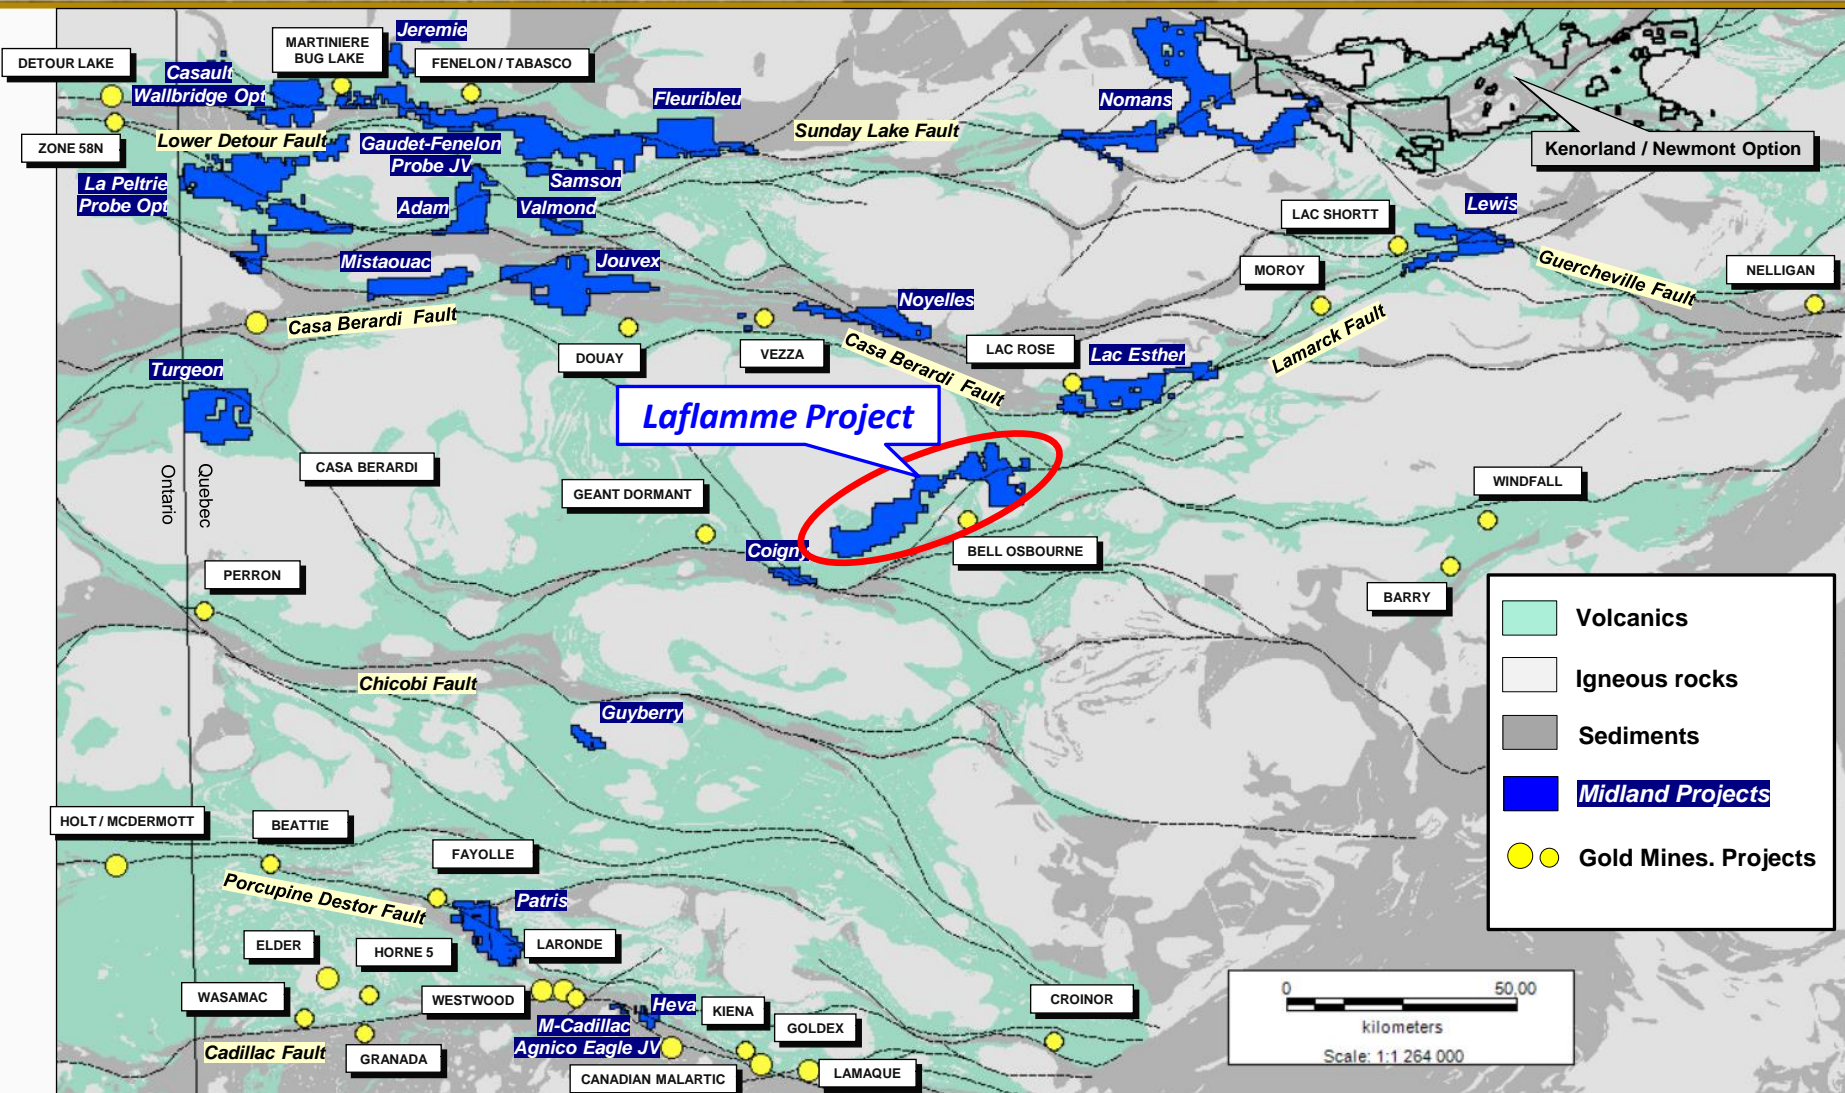 Jeremie
MARTINIERE
BUG LAKE
DETOUR LAKE
FENELON / TABASCO
Casault
Wallbridge Opt
Fleuribleu
Nomans
Sunday Lake Fault
Lower Detour Fault
ZONE 58N
Gaudet-Fenelon
Probe JV
Kenorland / Newmont Option
La Peltrie
Probe Opt
Samson
Adam
Valmond
LAC SHORTT
Lewis
Mistaouac
Jouvex
MOROY
Guercheville Fault
NELLIGAN
Noyelles
Casa Berardi Fault
DOUAY
VEZZA
Casa Berardi Fault
LAC ROSE
Lac Esther
Lamarck Fault
Turgeon
Laflamme Project
CASA BERARDI
Ontario
Quebec
GEANT DORMANT
WINDFALL
Coigny
BELL OSBOURNE
PERRON
BARRY
Volcanics
Igneous rocks
Sediments
Midland Projects
Gold Mines. Projects
Chicobi Fault
Guyberry
HOLT / MCDERMOTT
BEATTIE
FAYOLLE
Porcupine Destor Fault
Patris
ELDER
HORNE 5
LARONDE
WASAMAC
WESTWOOD
Heva
KIENA
CROINOR
M-Cadillac
Agnico Eagle JV
GOLDEX
Cadillac Fault
GRANADA
CANADIAN MALARTIC
LAMAQUE
0 50,00
kilometers
Scale: 1:1 264 000